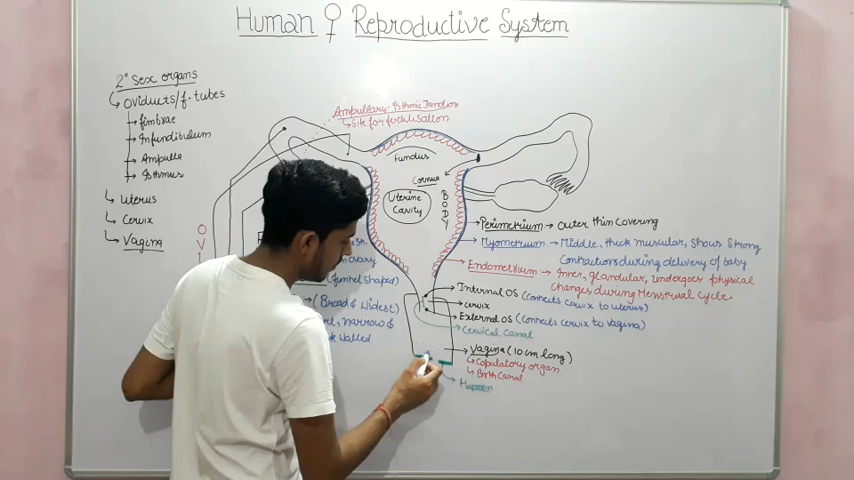 Human ♀ Reproductive System
2° Sex organs
Oviducts/f. tubes
fimbrae
Infundibulum
Ampulla
Isthmus
Uterus
Cervix
Vagina
Ampullary-Isthmic Junction
Site for fertilisation
Fundus
Cornua
Uterine
Cavity
BODY
OVI
ovary
(funnel shaped)
(Broad & Widest)
narrow &
Walled
Perimetrium → Outer thin covering
Myometrium → Middle, thick muscular, shows strong
Contractions during delivery of baby
Endometrium → Inner, glandular, undergoes physical
changes during Menstrual cycle.
Internal OS (connects cervix to uterus)
cervix
External OS (connects cervix to vagina)
Cervical Canal
Vagina (10 cm long)
Copulatory organ
Birth Canal
Hymen